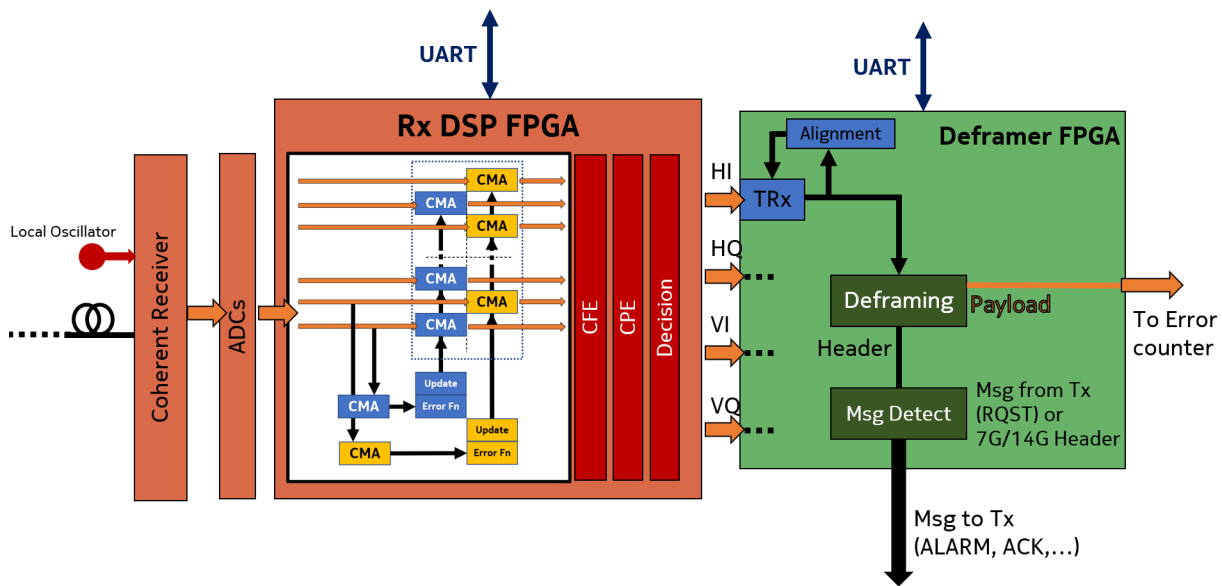 UART
UART
Rx DSP FPGA
Deframer FPGA
Alignment
TRx
HI
HQ
VI
VQ
Local Oscillator
Coherent Receiver
ADCs
CMA
CMA
CMA
CMA
CMA
CMA
Update
Error Fn
CMA
Update
Error Fn
CMA
CFE
CPE
Decision
Deframing
Payload
Header
To Error
counter
Msg Detect
Msg from Tx
(RQST) or
7G/14G Header
Msg to Tx
(ALARM, ACK,...)